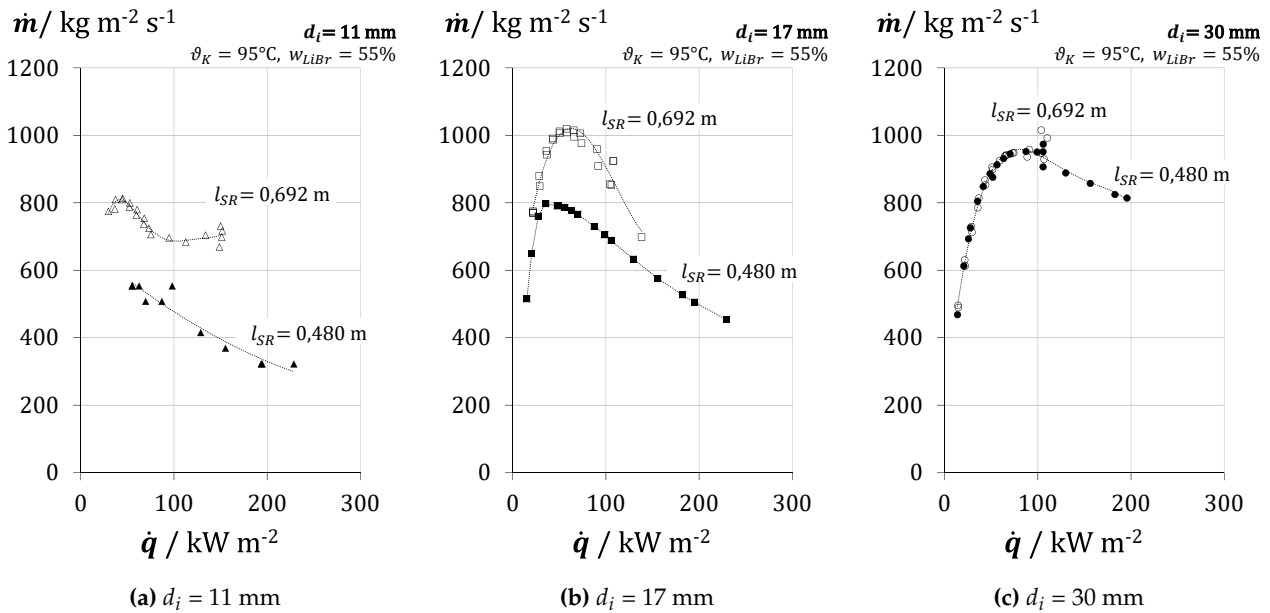 ṁ/ kg m-2 s-1
di= 11 mm
ϑK = 95°C, wLiBr = 55%
1200
1000
800
600
400
200
0
lSR= 0,692 m
lSR= 0,480 m
0 100 200 300
q̇ / kW m-2
(a) di = 11 mm
ṁ/ kg m-2 s-1
di= 17 mm
ϑK = 95°C, wLiBr = 55%
1200
1000
800
600
400
200
0
lSR= 0,692 m
lSR= 0,480 m
0 100 200 300
q̇ / kW m-2
(b) di = 17 mm
ṁ/ kg m-2 s-1
di= 30 mm
ϑK = 95°C, wLiBr = 55%
1200
1000
800
600
400
200
0
lSR= 0,692 m
lSR= 0,480 m
0 100 200 300
q̇ / kW m-2
(c) di = 30 mm